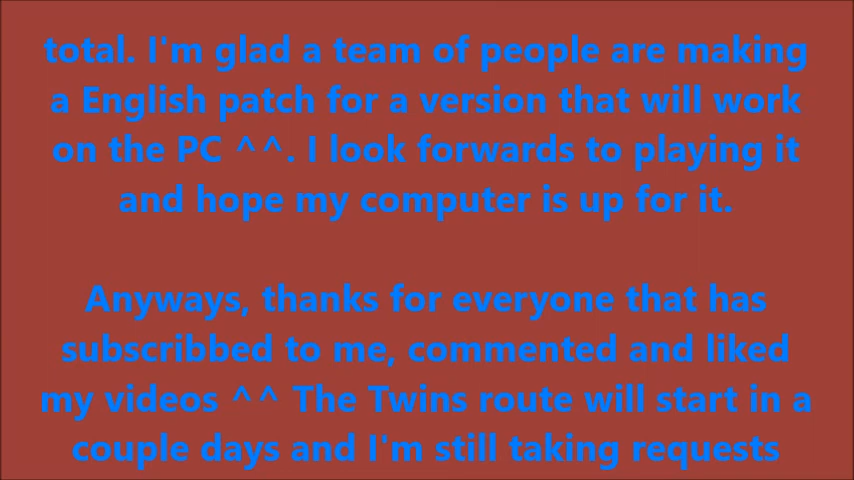 total. I'm glad a team of people are making
a English patch for a version that will work
on the PC ^^. I look forwards to playing it
and hope my computer is up for it.
Anyways, thanks for everyone that has
subscribbed to me, commented and liked
my videos ^^ The Twins route will start in a
couple days and I'm still taking requests